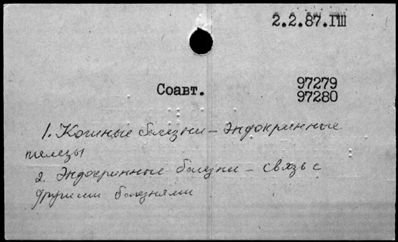 2.2.87.ГШ
Соавт.
97279
97280
1. Кожные болезни – Эндокринные
железы
2. Эндокринные болезни – связь с
другими болезнями